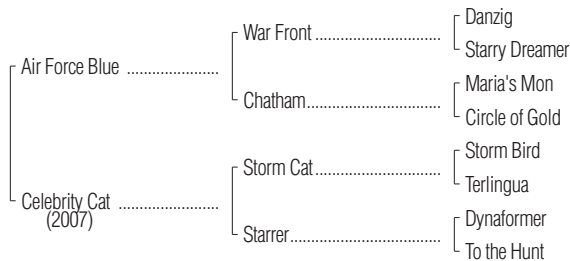 Danzig
War Front
Starry Dreamer
Air Force Blue
Maria's Mon
Chatham
Circle of Gold
Storm Bird
Storm Cat
Terlingua
Celebrity Cat
(2007)
Dynaformer
Starrer
To the Hunt